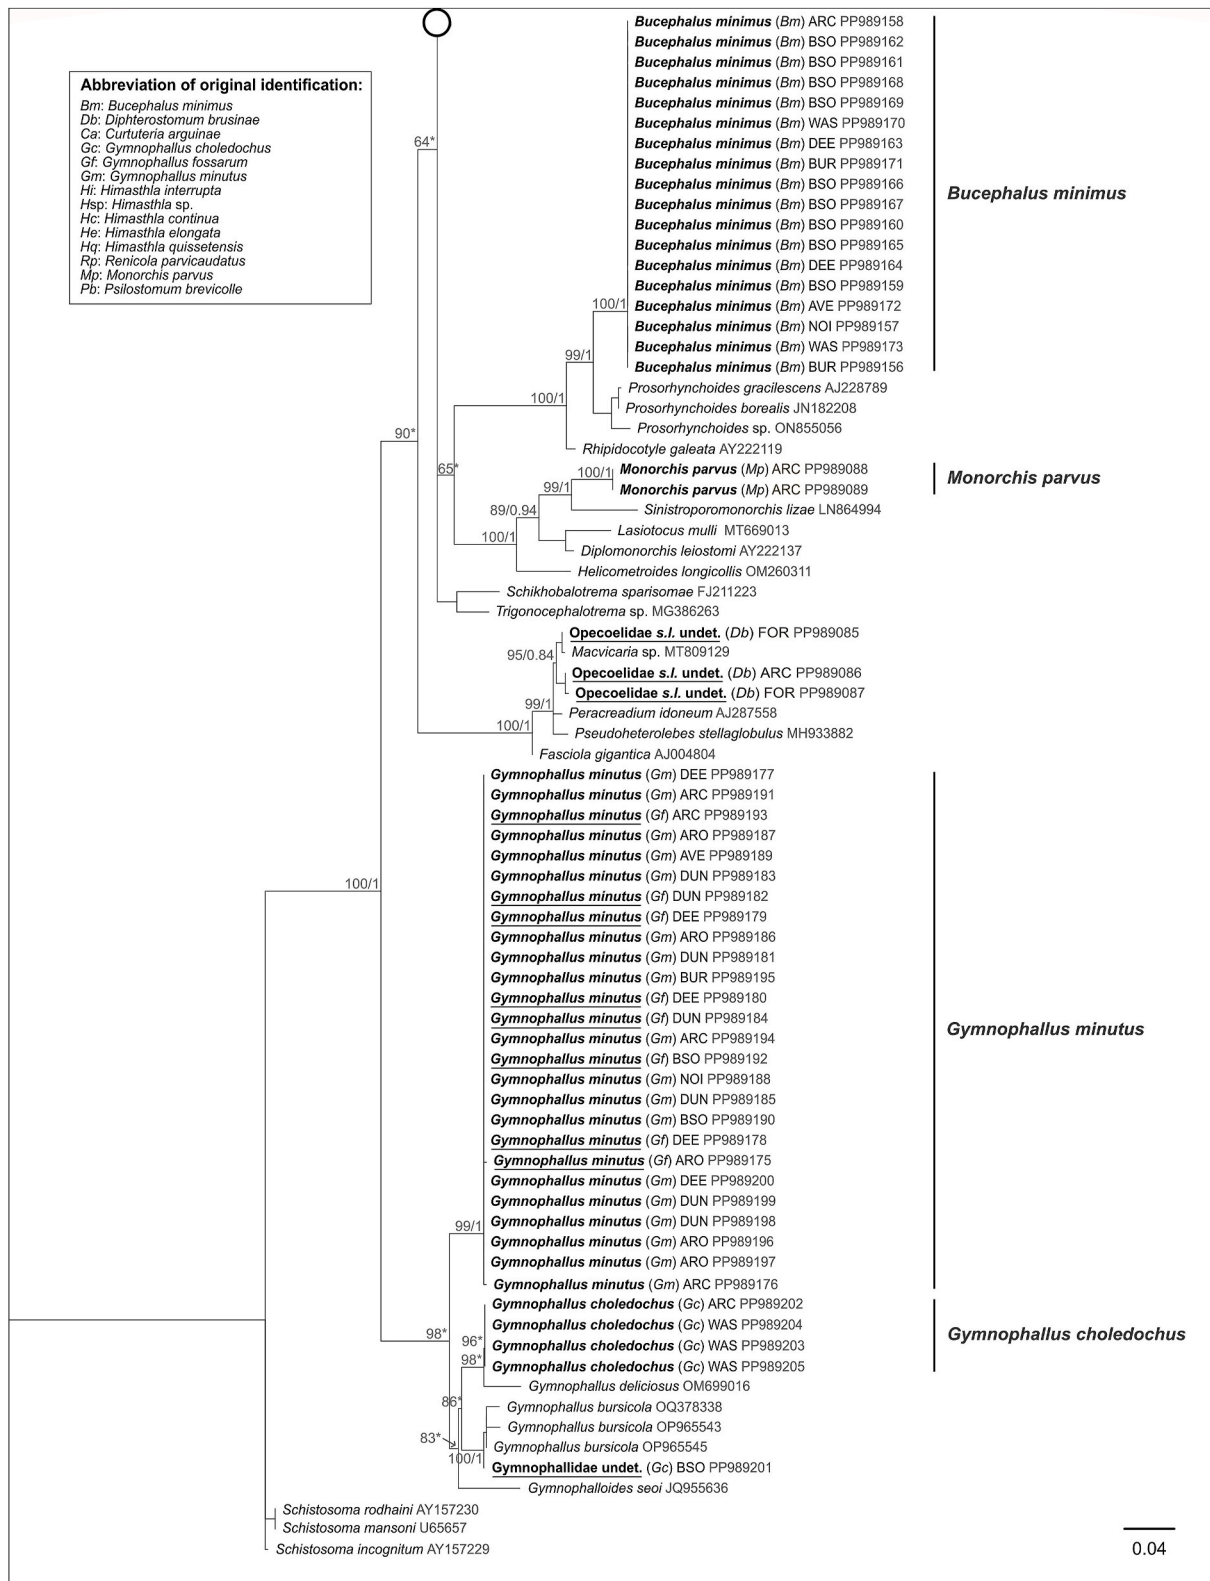 Abbreviation of original identification:
Bm: Bucephalus minimus
Db: Diphterostomum brusinae
Ca: Curtuteria arguinae
Gc: Gymnophallus choledochus
Gf: Gymnophallus fossarum
Gm: Gymnophallus minutus
Hi: Himasthla interrupta
Hsp: Himasthla sp.
Hc: Himasthla continua
He: Himasthla elongata
Hq: Himasthla quissetensis
Rp: Renicola parvicaudatus
Mp: Monorchis parvus
Pb: Psilostomum brevicolle
Bucephalus minimus (Bm) ARC PP989158
Bucephalus minimus (Bm) BSO PP989162
Bucephalus minimus (Bm) BSO PP989161
Bucephalus minimus (Bm) BSO PP989168
Bucephalus minimus (Bm) BSO PP989169
Bucephalus minimus (Bm) WAS PP989170
Bucephalus minimus (Bm) DEE PP989163
Bucephalus minimus (Bm) BUR PP989171
Bucephalus minimus (Bm) BSO PP989166
Bucephalus minimus (Bm) BSO PP989167
Bucephalus minimus (Bm) BSO PP989160
Bucephalus minimus (Bm) BSO PP989165
Bucephalus minimus (Bm) DEE PP989164
Bucephalus minimus (Bm) BSO PP989159
Bucephalus minimus (Bm) AVE PP989172
Bucephalus minimus (Bm) NOI PP989157
Bucephalus minimus (Bm) WAS PP989173
Bucephalus minimus (Bm) BUR PP989156
Bucephalus minimus
64*
100/1
99/1
100/1
Prosorhynchoides gracilescens AJ228789
Prosorhynchoides borealis JN182208
Prosorhynchoides sp. ON855056
Rhipidocotyle galeata AY222119
90*
65*
100/1
99/1
89/0.94
100/1
Monorchis parvus (Mp) ARC PP989088
Monorchis parvus (Mp) ARC PP989089
Monorchis parvus
Sinistroporomonorchis lizae LN864994
Lasiotocus mulli MT669013
Diplomonorchis leiostomi AY222137
Helicometroides longicollis OM260311
Schikhobalotrema sparisomae FJ211223
Trigonocephalotrema sp. MG386263
Opecoelidae s.l. undet. (Db) FOR PP989085
Macvicaria sp. MT809129
95/0.84
Opecoelidae s.l. undet. (Db) ARC PP989086
Opecoelidae s.l. undet. (Db) FOR PP989087
99/1
Peracreadium idoneum AJ287558
100/1
Pseudoheterolebes stellaglobulus MH933882
Fasciola gigantica AJ004804
Gymnophallus minutus (Gm) DEE PP989177
Gymnophallus minutus (Gm) ARC PP989191
Gymnophallus minutus (Gf) ARC PP989193
Gymnophallus minutus (Gm) ARO PP989187
Gymnophallus minutus (Gm) AVE PP989189
Gymnophallus minutus (Gm) DUN PP989183
100/1
Gymnophallus minutus (Gf) DUN PP989182
Gymnophallus minutus (Gf) DEE PP989179
Gymnophallus minutus (Gm) ARO PP989186
Gymnophallus minutus (Gm) DUN PP989181
Gymnophallus minutus (Gm) BUR PP989195
Gymnophallus minutus (Gf) DEE PP989180
Gymnophallus minutus (Gf) DUN PP989184
Gymnophallus minutus
Gymnophallus minutus (Gm) ARC PP989194
Gymnophallus minutus (Gf) BSO PP989192
Gymnophallus minutus (Gm) NOI PP989188
Gymnophallus minutus (Gm) DUN PP989185
Gymnophallus minutus (Gm) BSO PP989190
Gymnophallus minutus (Gf) DEE PP989178
Gymnophallus minutus (Gf) ARO PP989175
Gymnophallus minutus (Gm) DEE PP989200
Gymnophallus minutus (Gm) DUN PP989199
Gymnophallus minutus (Gm) DUN PP989198
99/1
Gymnophallus minutus (Gm) ARO PP989196
Gymnophallus minutus (Gm) ARO PP989197
Gymnophallus minutus (Gm) ARC PP989176
Gymnophallus choledochus (Gc) ARC PP989202
Gymnophallus choledochus (Gc) WAS PP989204
98*
96*
Gymnophallus choledochus
Gymnophallus choledochus (Gc) WAS PP989203
98*
Gymnophallus choledochus (Gc) WAS PP989205
Gymnophallus deliciosus OM699016
86*
Gymnophallus bursicola OQ378338
Gymnophallus bursicola OP965543
83*
Gymnophallus bursicola OP965545
100/1
Gymnophallidae undet. (Gc) BSO PP989201
Gymnophalloides seoi JQ955636
Schistosoma rodhaini AY157230
Schistosoma mansoni U65657
Schistosoma incognitum AY157229
0.04